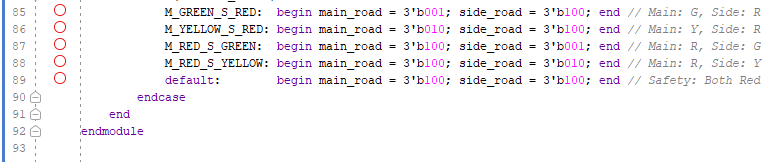 85 M_GREEN_S_RED: begin main_road = 3'b001; side_road = 3'b100; end // Main: G, Side: R
86 M_YELLOW_S_RED: begin main_road = 3'b010; side_road = 3'b100; end // Main: Y, Side: R
87 M_RED_S_GREEN: begin main_road = 3'b100; side_road = 3'b001; end // Main: R, Side: G
88 M_RED_S_YELLOW: begin main_road = 3'b100; side_road = 3'b010; end // Main: R, Side: Y
89 default: begin main_road = 3'b100; side_road = 3'b100; end // Safety: Both Red
90 endcase
91 end
92 endmodule
93